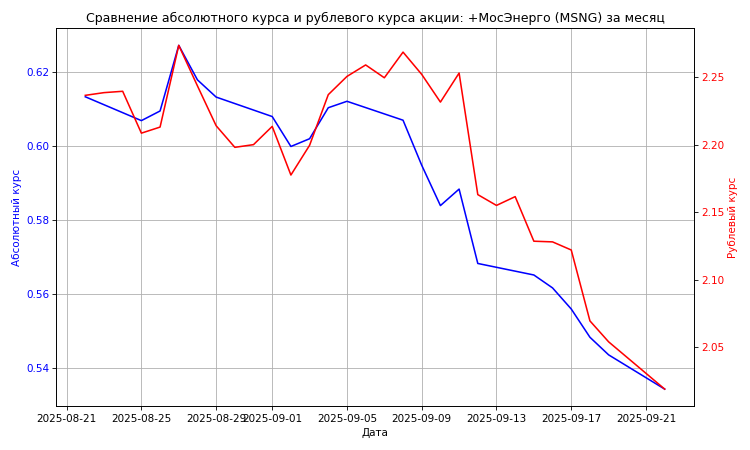 Сравнение абсолютного курса и рублевого курса акции: +МосЭнерго (MSNG) за месяц
0.62
0.60
0.58
0.56
0.54
Абсолютный курс
2.25
2.20
2.15
2.10
2.05
Рублевый курс
2025-08-21 2025-08-25 2025-08-29 2025-09-01 2025-09-05 2025-09-09 2025-09-13 2025-09-17 2025-09-21
Дата